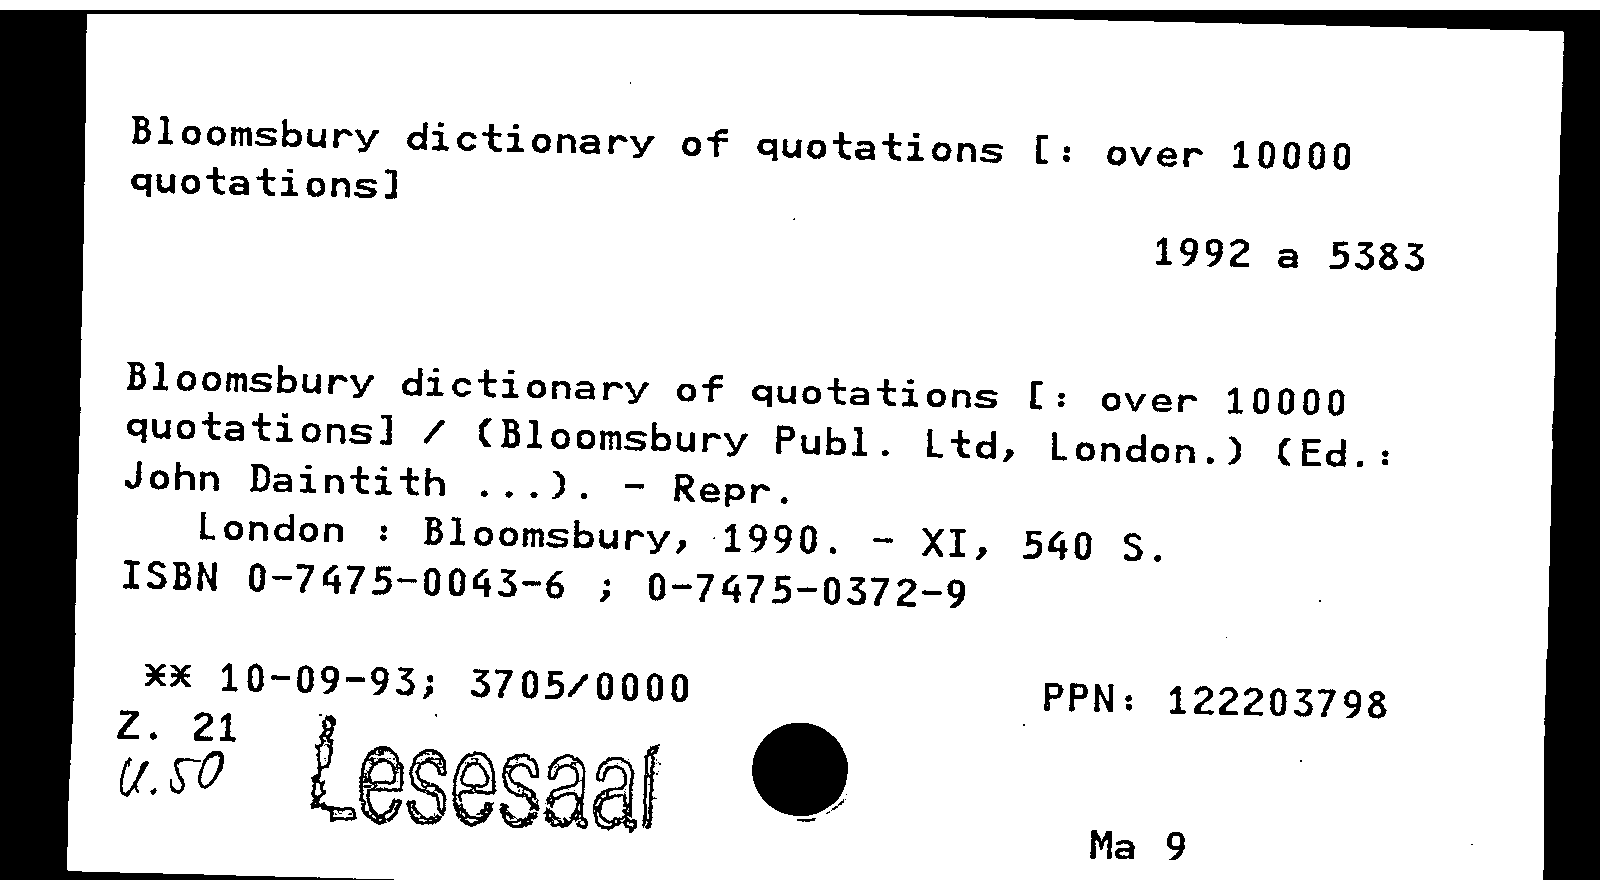 Bloomsbury dictionary of quotations [: over 10000
quotations]
1992 a 5383
Bloomsbury dictionary of quotations [: over 10000
quotations] / (Bloomsbury Publ. Ltd, London.) (Ed.:
John Daintith ...). - Repr.
London : Bloomsbury, 1990. - XI, 540 S.
ISBN 0-7475-0043-6 ; 0-7475-0372-9
** 10-09-93; 3705/0000
PPN: 122203798
Z. 21
U.50
Lesesaal
Ma 9